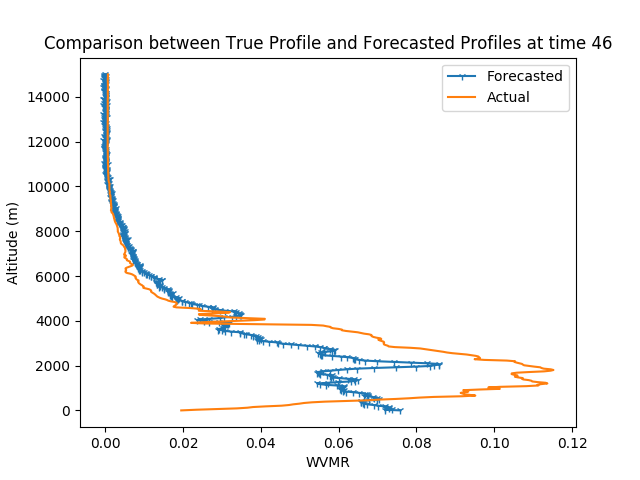 Comparison between True Profile and Forecasted Profiles at time 46
Forecasted
Actual
14000
12000
10000
8000
6000
4000
2000
0
Altitude (m)
0.00 0.02 0.04 0.06 0.08 0.10 0.12
WVMR